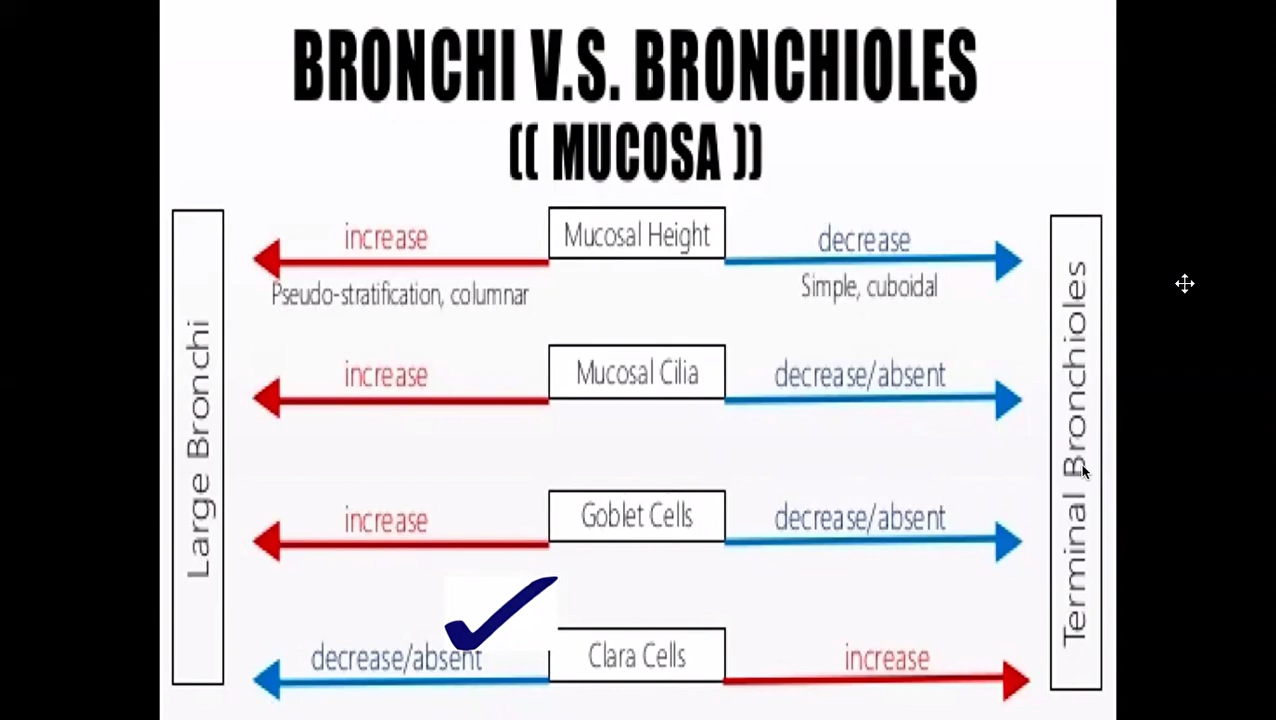 BRONCHI V.S. BRONCHIOLES
(( MUCOSA ))
Large Bronchi
increase
Mucosal Height
decrease
Pseudo-stratification, columnar
Simple, cuboidal
increase
Mucosal Cilia
decrease/absent
increase
Goblet Cells
decrease/absent
decrease/absent
Clara Cells
increase
Terminal Bronchioles